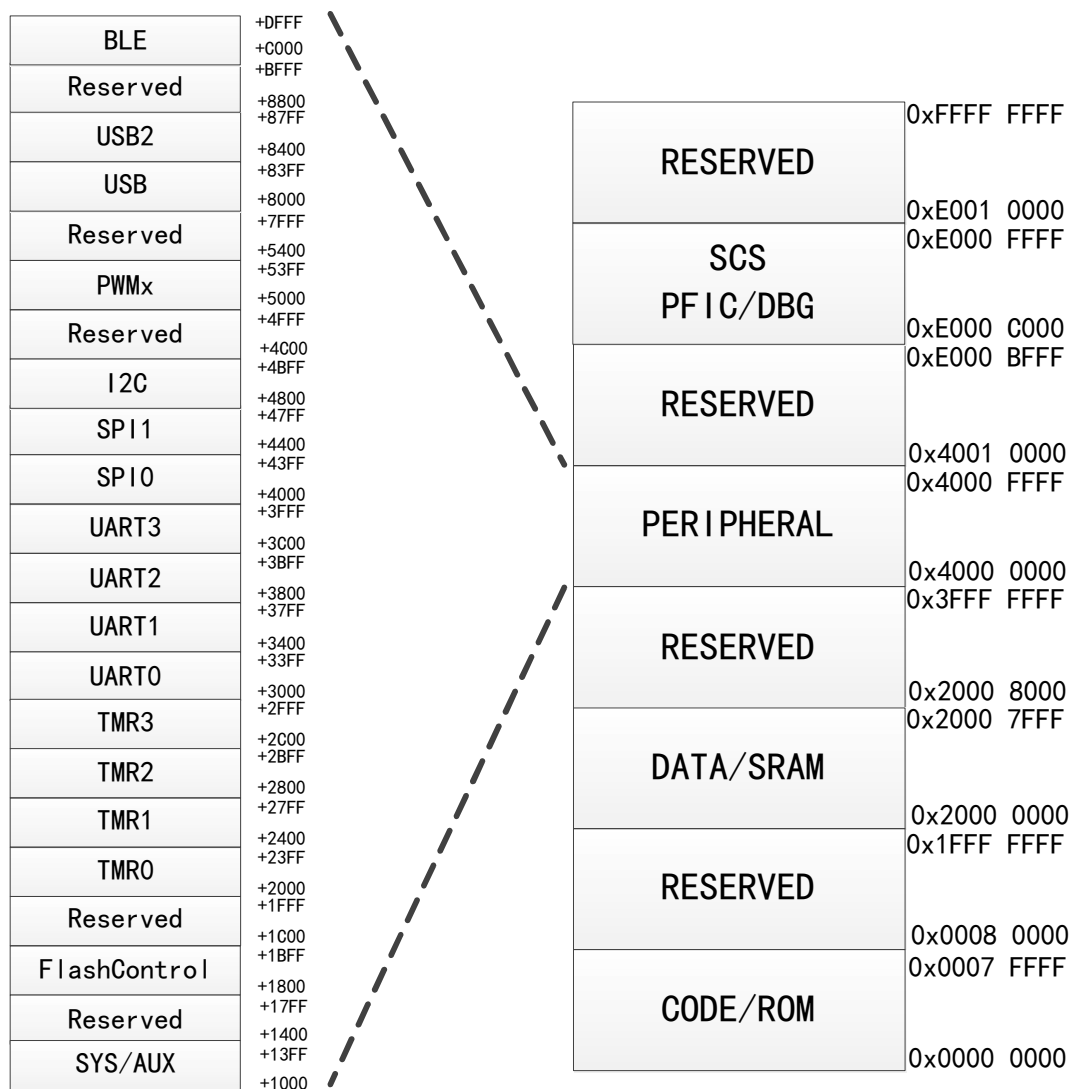 BLE
+DFFF
+C000
Reserved
+BFFF
+8800
USB2
+87FF
+8400
USB
+83FF
+8000
Reserved
+7FFF
+5400
PWMx
+53FF
+5000
Reserved
+4FFF
+4C00
I2C
+4BFF
+4800
SPI1
+47FF
+4400
SPI0
+43FF
+4000
UART3
+3FFF
+3C00
UART2
+3BFF
+3800
UART1
+37FF
+3400
UART0
+33FF
+3000
TMR3
+2FFF
+2C00
TMR2
+2BFF
+2800
TMR1
+27FF
+2400
TMR0
+23FF
+2000
Reserved
+1FFF
+1C00
FlashControl
+1BFF
+1800
Reserved
+17FF
+1400
SYS/AUX
+13FF
+1000
RESERVED
0xFFFF FFFF
0xE001 0000
SCS
PFIC/DBG
0xE000 FFFF
0xE000 C000
RESERVED
0xE000 BFFF
0x4001 0000
PERIPHERAL
0x4000 FFFF
0x4000 0000
RESERVED
0x3FFF FFFF
0x2000 8000
DATA/SRAM
0x2000 7FFF
0x2000 0000
RESERVED
0x1FFF FFFF
0x0008 0000
CODE/ROM
0x0007 FFFF
0x0000 0000